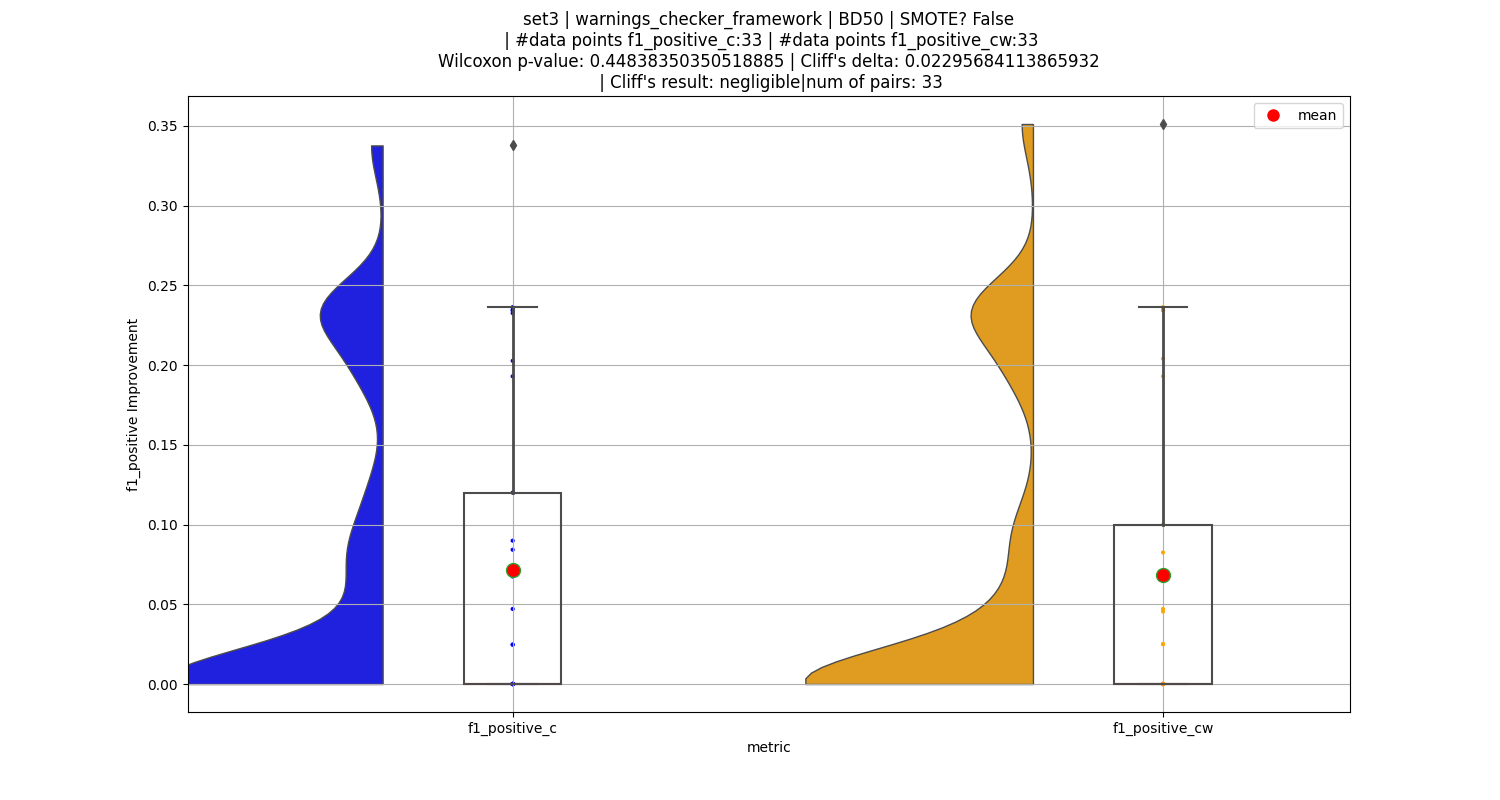 set3 | warnings_checker_framework | BD50 | SMOTE? False
| #data points f1_positive_c:33 | #data points f1_positive_cw:33
Wilcoxon p-value: 0.44838350350518885 | Cliff's delta: 0.02295684113865932
| Cliff's result: negligible|num of pairs: 33
mean
0.35
0.30
0.25
0.20
0.15
0.10
0.05
0.00
f1_positive Improvement
f1_positive_c
f1_positive_cw
metric